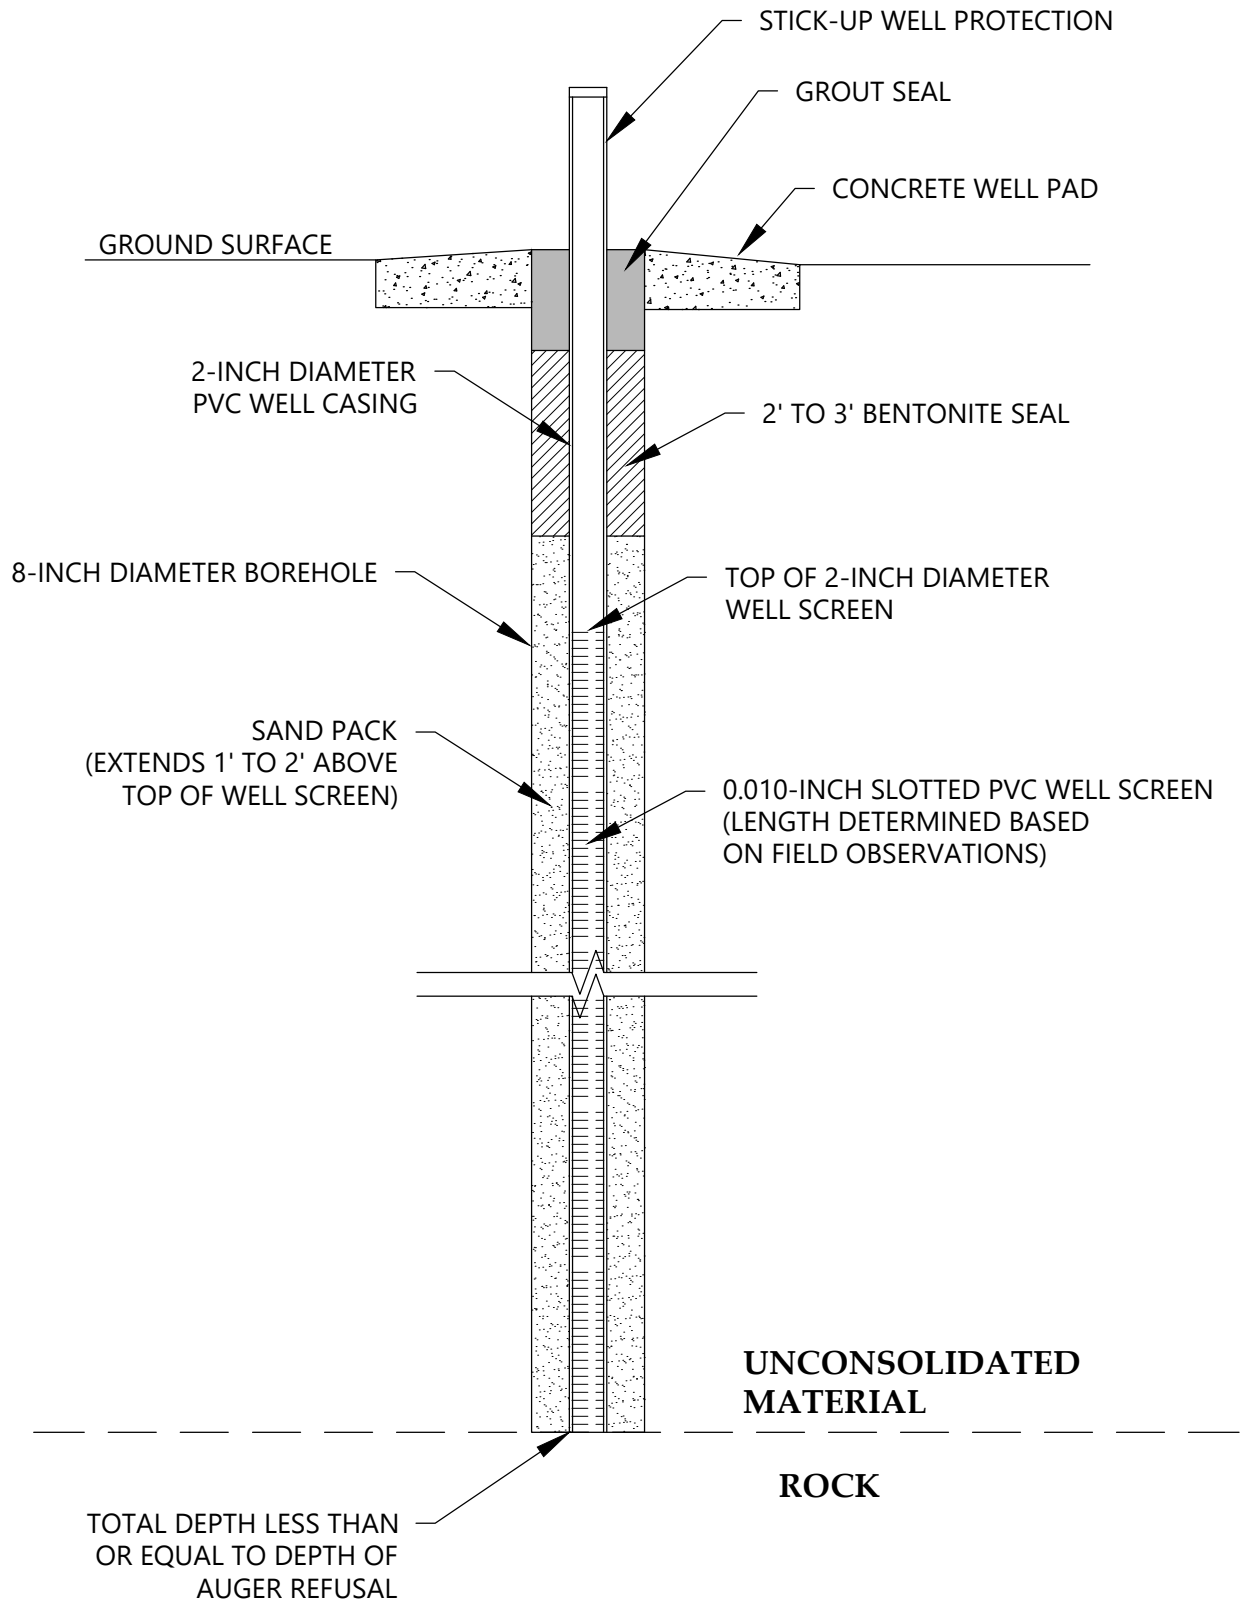 STICK-UP WELL PROTECTION
GROUT SEAL
CONCRETE WELL PAD
GROUND SURFACE
2-INCH DIAMETER
PVC WELL CASING
2' TO 3' BENTONITE SEAL
8-INCH DIAMETER BOREHOLE
TOP OF 2-INCH DIAMETER
WELL SCREEN
SAND PACK
(EXTENDS 1' TO 2' ABOVE
TOP OF WELL SCREEN)
0.010-INCH SLOTTED PVC WELL SCREEN
(LENGTH DETERMINED BASED
ON FIELD OBSERVATIONS)
UNCONSOLIDATED
MATERIAL
ROCK
TOTAL DEPTH LESS THAN
OR EQUAL TO DEPTH OF
AUGER REFUSAL